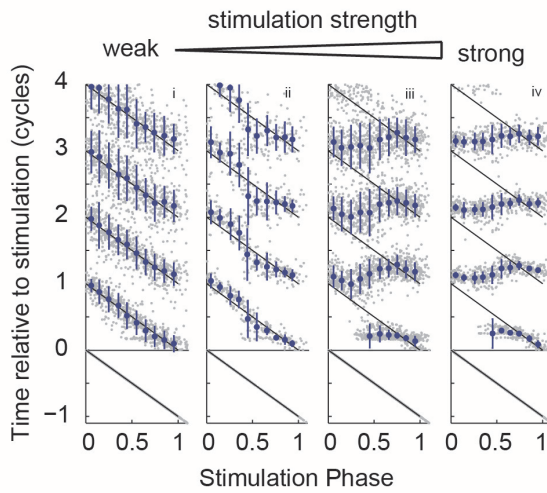 stimulation strength
weak
strong
i
ii
iii
iv
4
3
2
1
0
−1
Time relative to stimulation (cycles)
0 0.5 1 0 0.5 1 0 0.5 1 0 0.5 1
Stimulation Phase